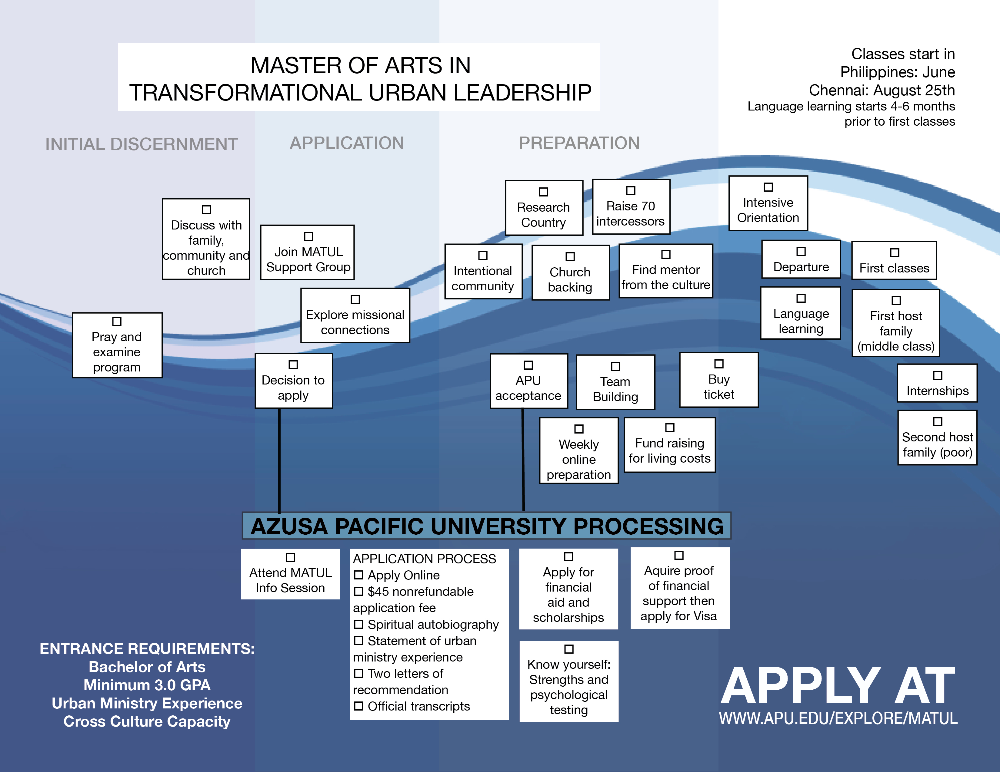 MASTER OF ARTS IN
TRANSFORMATIONAL URBAN LEADERSHIP
Classes start in
Philippines: June
Chennai: August 25th
Language learning starts 4-6 months
prior to first classes
INITIAL DISCERNMENT
APPLICATION
PREPARATION
Pray and
examine
program
Discuss with
family,
community and
church
Join MATUL
Support Group
Explore missional
connections
Decision to
apply
Research
Country
Raise 70
intercessors
Intentional
community
Church
backing
Find mentor
from the culture
APU
acceptance
Team
Building
Buy
ticket
Weekly
online
preparation
Fund raising
for living costs
Intensive
Orientation
Departure
First classes
Language
learning
First host
family
(middle class)
Internships
Second host
family (poor)
AZUSA PACIFIC UNIVERSITY PROCESSING
Attend MATUL
Info Session
APPLICATION PROCESS
Apply Online
$45 nonrefundable
application fee
Spiritual autobiography
Statement of urban
ministry experience
Two letters of
recommendation
Official transcripts
Apply for
financial
aid and
scholarships
Aquire proof
of financial
support then
apply for Visa
Know yourself:
Strengths and
psychological
testing
ENTRANCE REQUIREMENTS:
Bachelor of Arts
Minimum 3.0 GPA
Urban Ministry Experience
Cross Culture Capacity
APPLY AT
WWW.APU.EDU/EXPLORE/MATUL